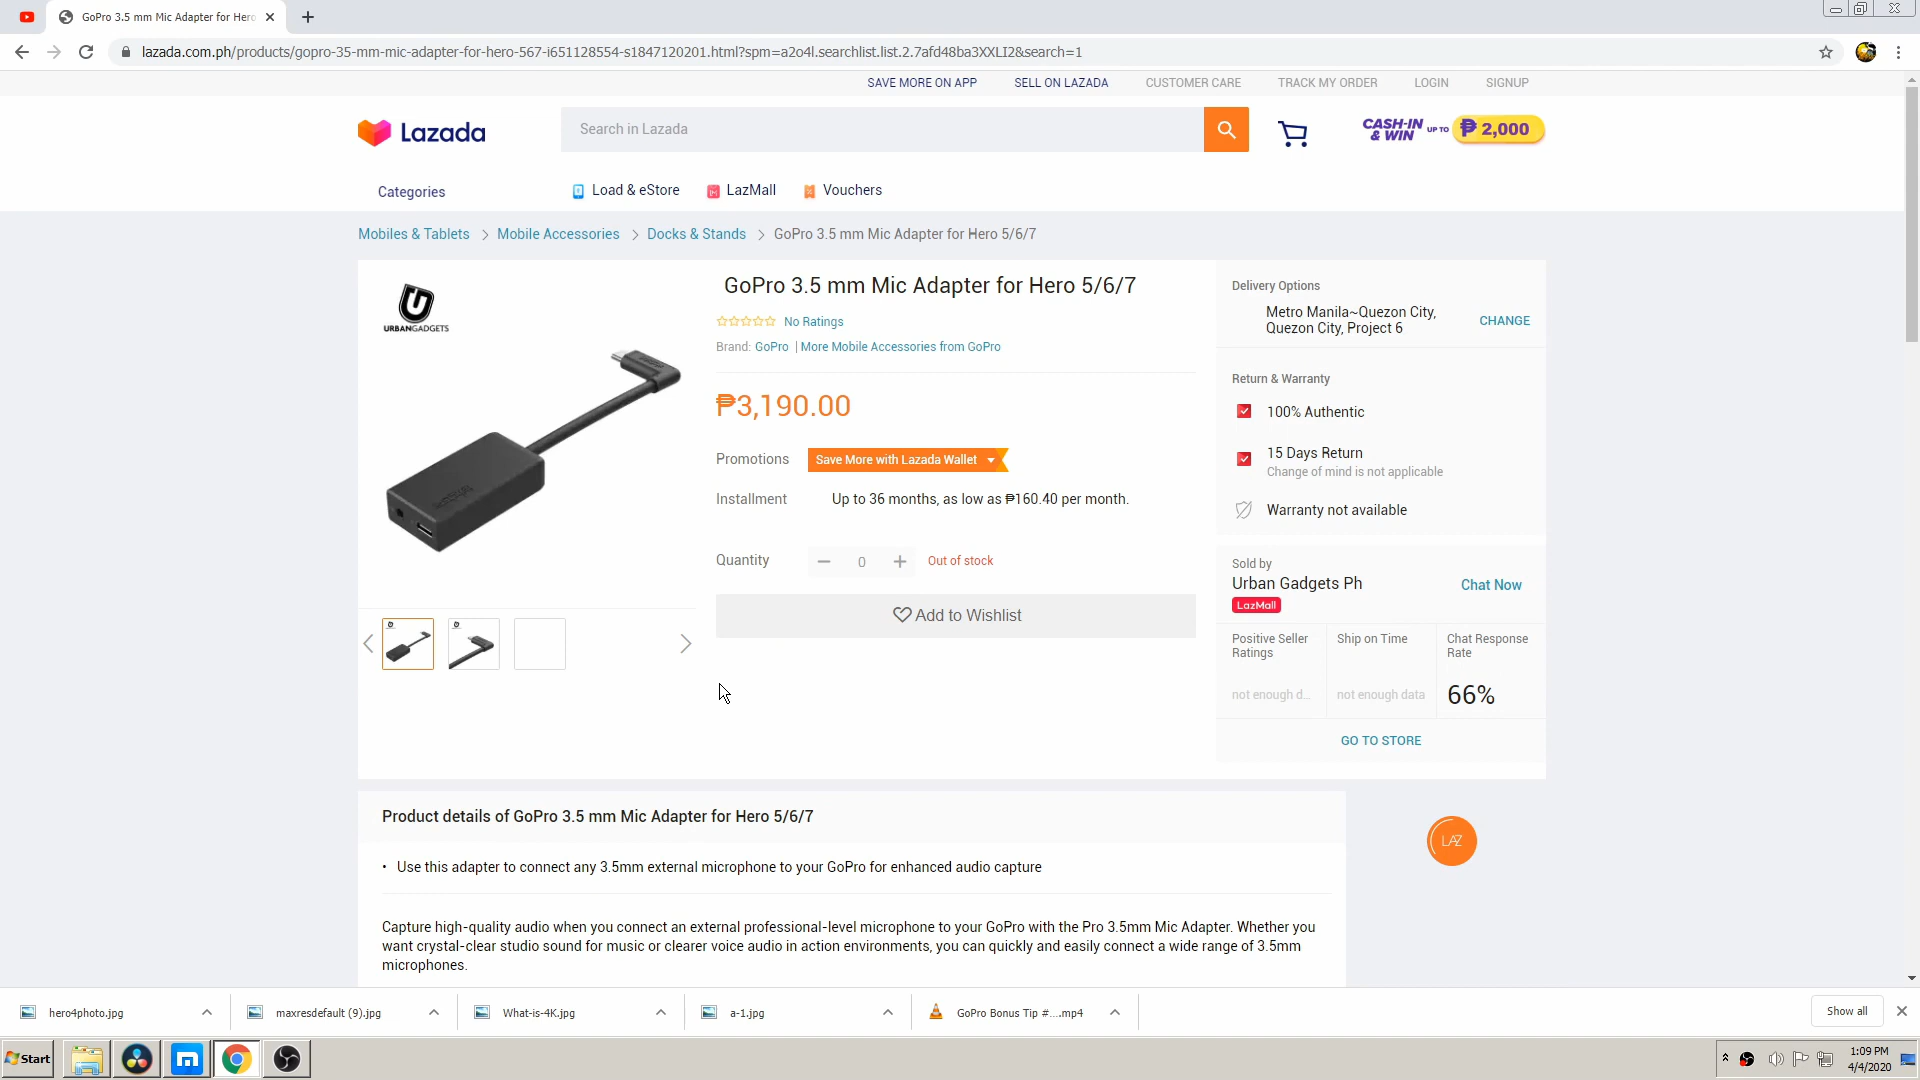 GoPro 3.5 mm Mic Adapter for Hero
lazada.com.ph/products/gopro-35-mm-mic-adapter-for-hero-567-i651128554-s1847120201.html?spm=a2o4l.searchlist.list.2.7afd48ba3XXLI2&search=1
SAVE MORE ON APP SELL ON LAZADA CUSTOMER CARE TRACK MY ORDER LOGIN SIGNUP
Lazada
Search in Lazada
CASH-IN & WIN UP TO ₱ 2,000
Categories
Load & eStore LazMall Vouchers
Mobiles & Tablets > Mobile Accessories > Docks & Stands > GoPro 3.5 mm Mic Adapter for Hero 5/6/7
URBANGADGETS
GoPro 3.5 mm Mic Adapter for Hero 5/6/7
No Ratings
Brand: GoPro | More Mobile Accessories from GoPro
₱3,190.00
Promotions Save More with Lazada Wallet
Installment Up to 36 months, as low as ₱160.40 per month.
Quantity − 0 + Out of stock
Add to Wishlist
Delivery Options
Metro Manila~Quezon City,
Quezon City, Project 6
CHANGE
Return & Warranty
100% Authentic
15 Days Return
Change of mind is not applicable
Warranty not available
Sold by
Urban Gadgets Ph
Chat Now
LazMall
Positive Seller
Ratings
not enough d...
Ship on Time
not enough data
Chat Response
Rate
66%
GO TO STORE
Product details of GoPro 3.5 mm Mic Adapter for Hero 5/6/7
• Use this adapter to connect any 3.5mm external microphone to your GoPro for enhanced audio capture
LAZ
Capture high-quality audio when you connect an external professional-level microphone to your GoPro with the Pro 3.5mm Mic Adapter. Whether you
want crystal-clear studio sound for music or clearer voice audio in action environments, you can quickly and easily connect a wide range of 3.5mm
microphones.
hero4photo.jpg
maxresdefault (9).jpg
What-is-4K.jpg
a-1.jpg
GoPro Bonus Tip #....mp4
Show all
Start
1:09 PM
4/4/2020